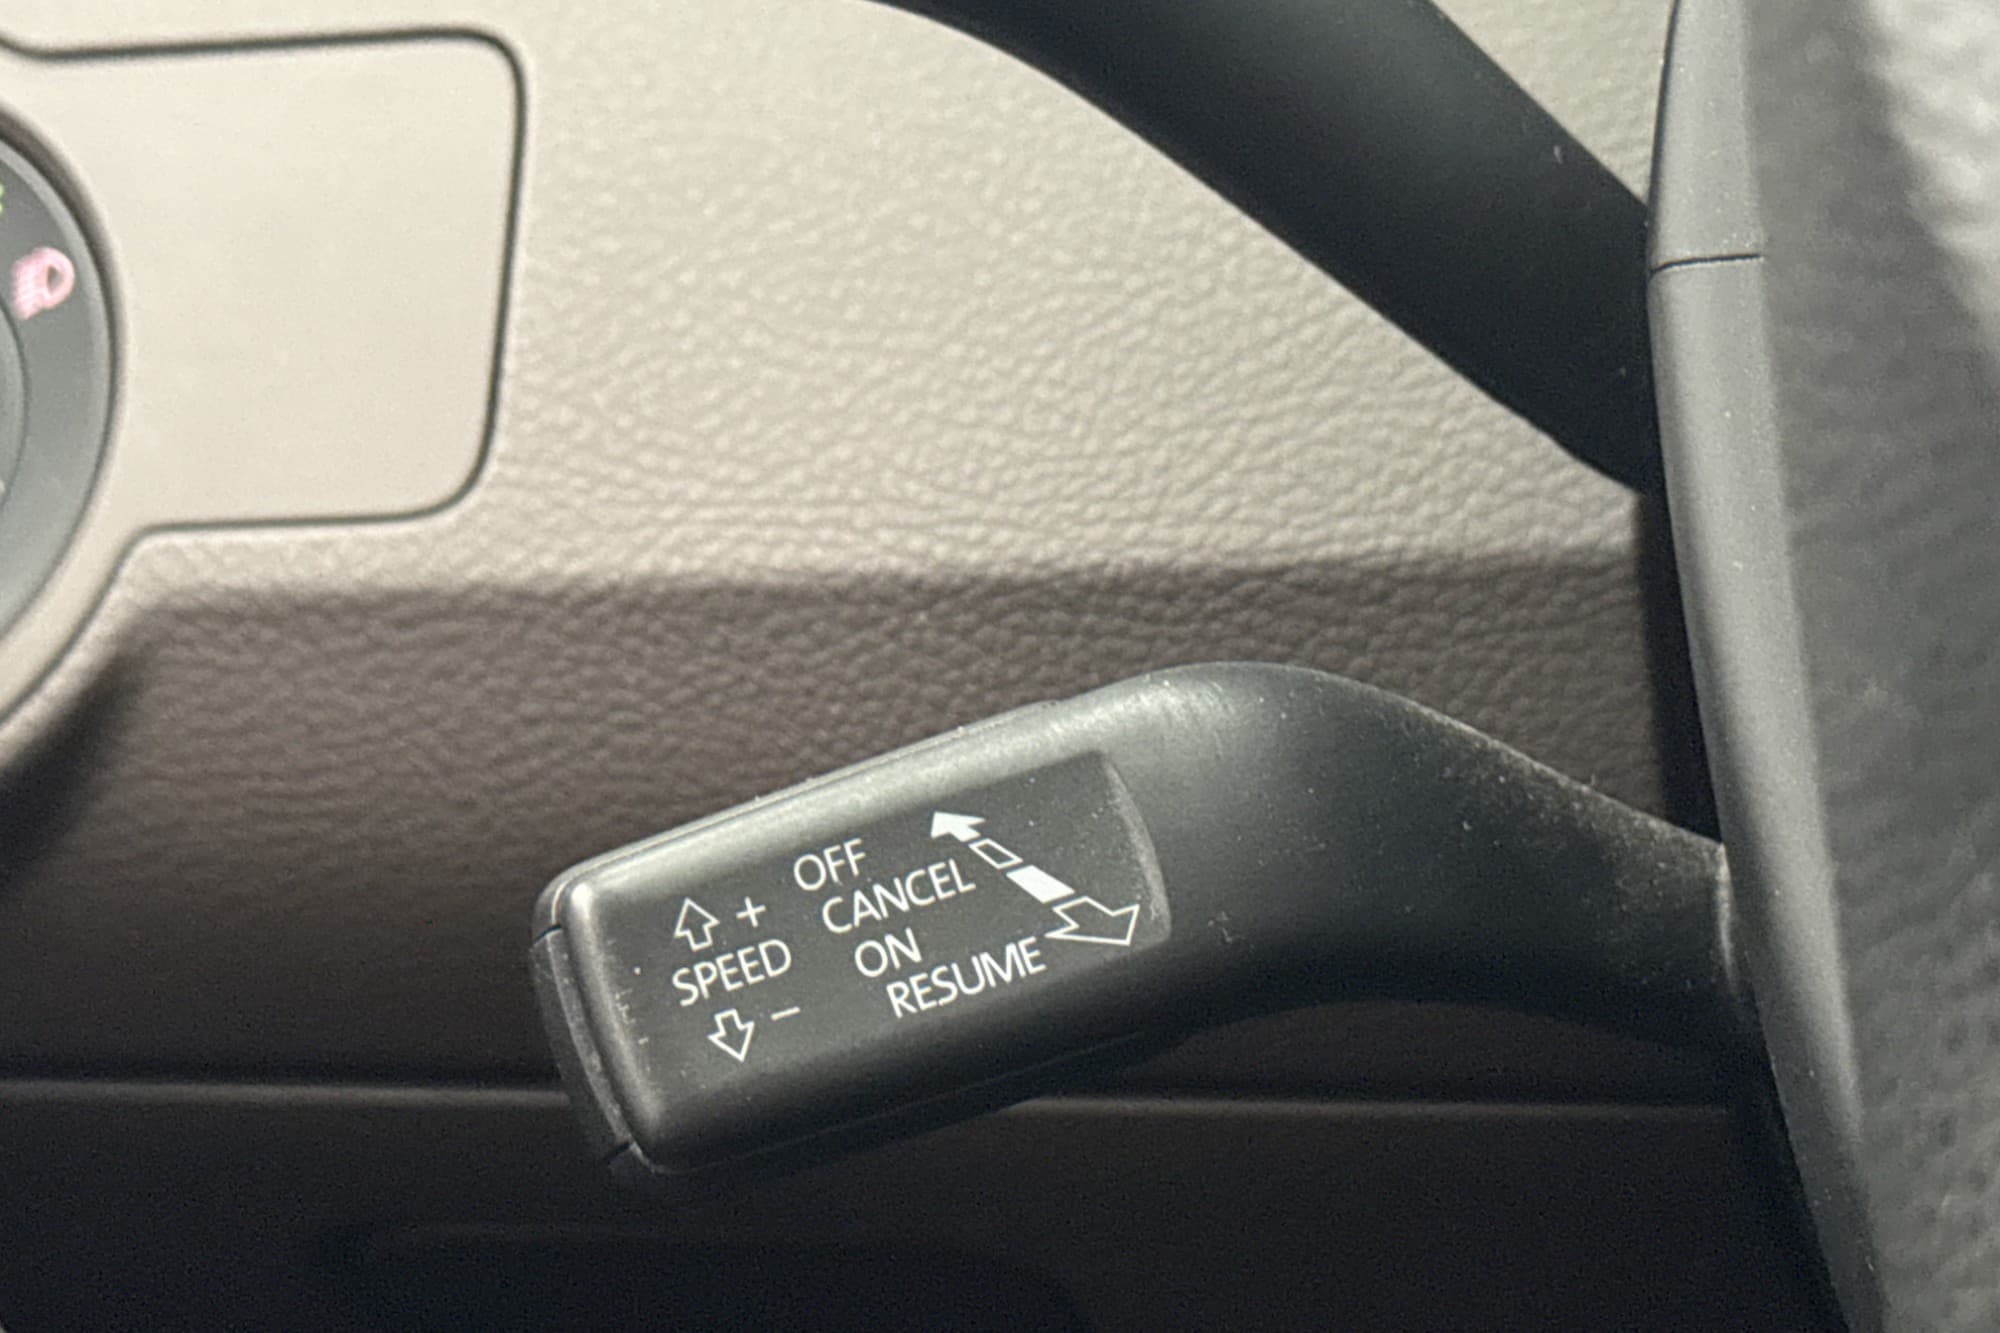 OFF
CANCEL
ON
RESUME
+
SPEED
−